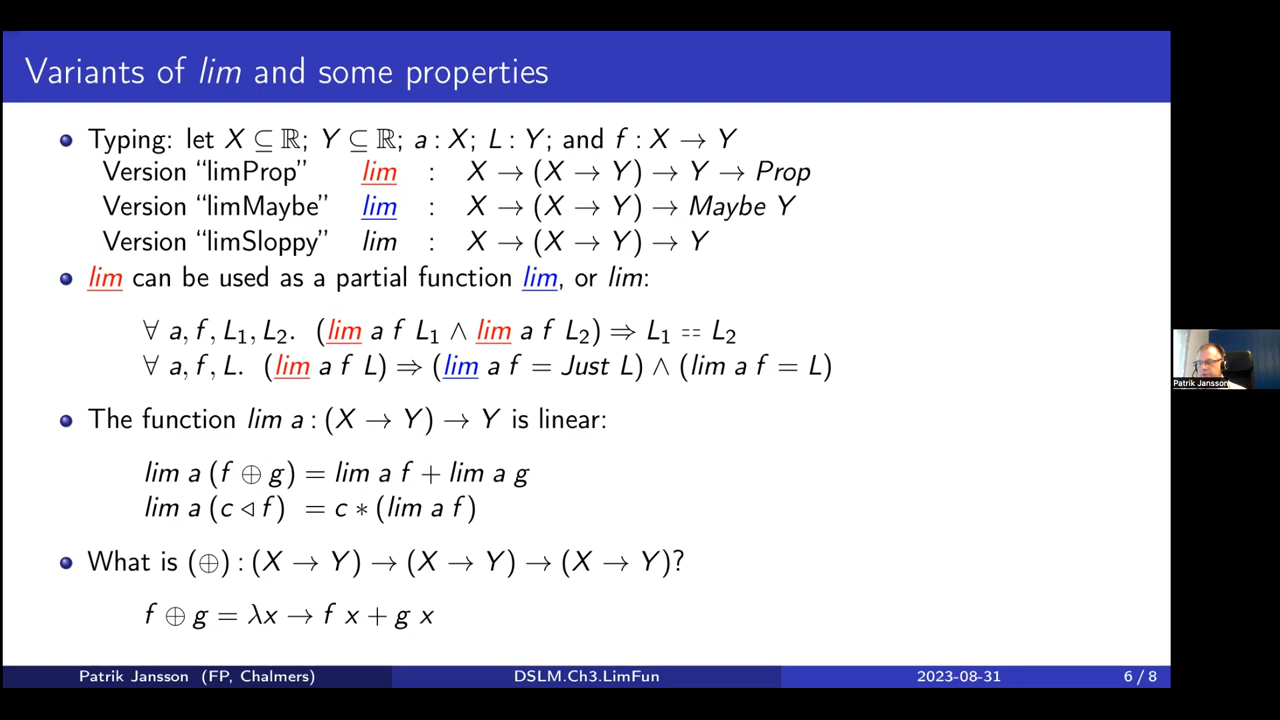 Variants of lim and some properties
Typing: let X ⊆ ℝ; Y ⊆ ℝ; a : X; L : Y; and f : X → Y
Version “limProp” lim : X → (X → Y) → Y → Prop
Version “limMaybe” lim : X → (X → Y) → Maybe Y
Version “limSloppy” lim : X → (X → Y) → Y
lim can be used as a partial function lim, or lim:
∀ a, f, L₁, L₂. (lim a f L₁ ∧ lim a f L₂) ⇒ L₁ == L₂
∀ a, f, L. (lim a f L) ⇒ (lim a f = Just L) ∧ (lim a f = L)
The function lim a : (X → Y) → Y is linear:
lim a (f ⊕ g) = lim a f + lim a g
lim a (c ◁ f) = c ∗ (lim a f)
What is (⊕) : (X → Y) → (X → Y) → (X → Y)?
f ⊕ g = λx → f x + g x
Patrik Jansson (FP, Chalmers) DSLM.Ch3.LimFun 2023-08-31 6 / 8
Patrik Jansson